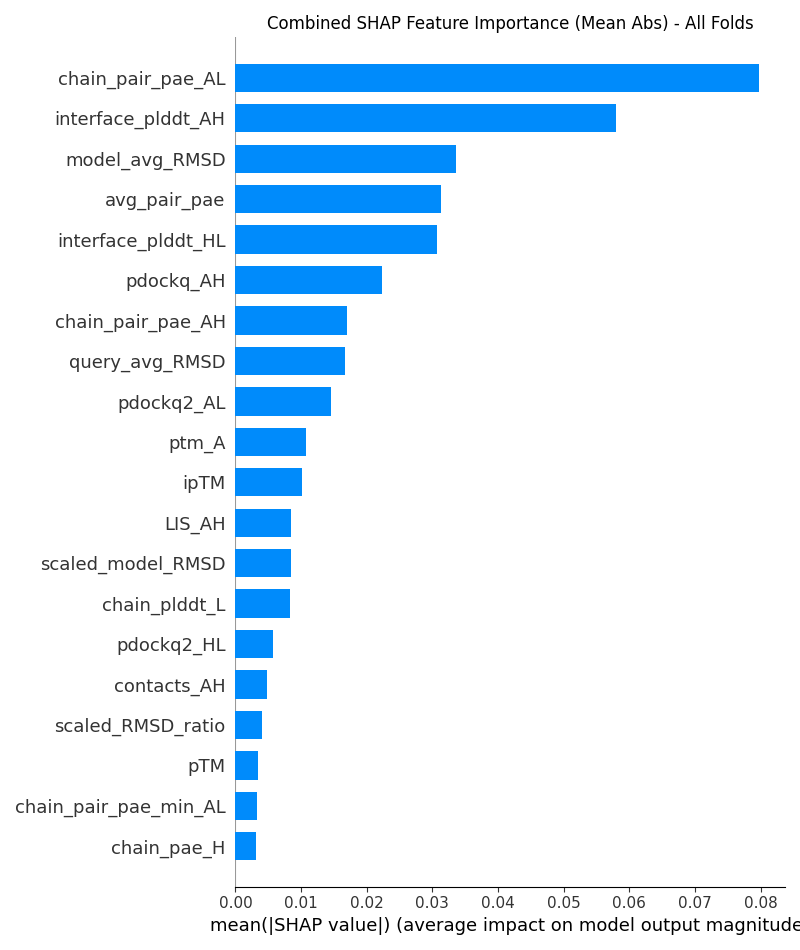 Combined SHAP Feature Importance (Mean Abs) - All Folds
chain_pair_pae_AL
interface_plddt_AH
model_avg_RMSD
avg_pair_pae
interface_plddt_HL
pdockq_AH
chain_pair_pae_AH
query_avg_RMSD
pdockq2_AL
ptm_A
ipTM
LIS_AH
scaled_model_RMSD
chain_plddt_L
pdockq2_HL
contacts_AH
scaled_RMSD_ratio
pTM
chain_pair_pae_min_AL
chain_pae_H
0.00 0.01 0.02 0.03 0.04 0.05 0.06 0.07 0.08
mean(|SHAP value|) (average impact on model output magnitude